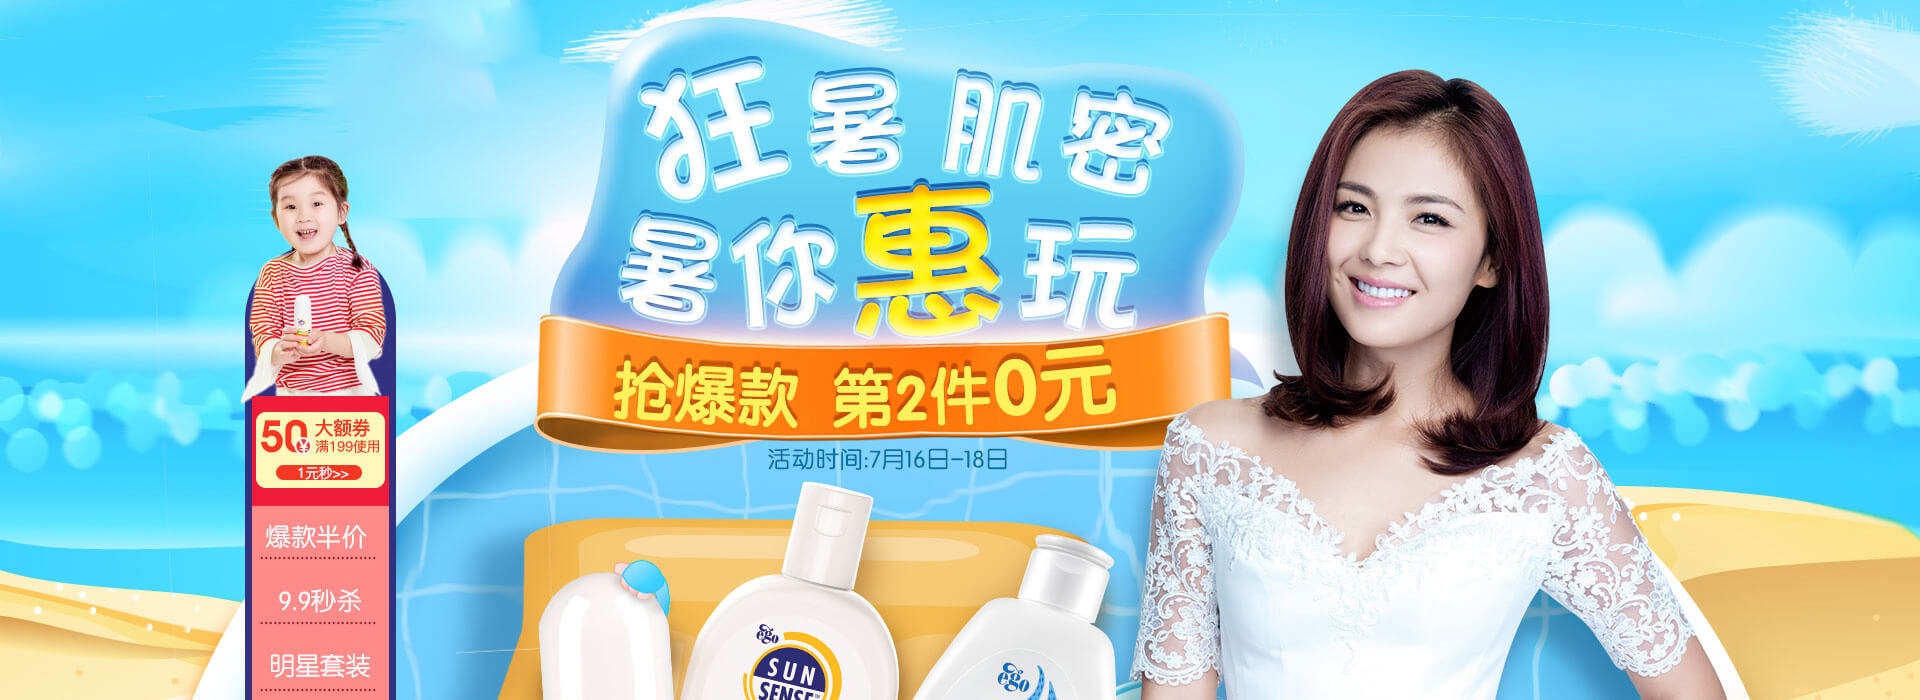 狂暑肌密
暑你惠玩
抢爆款 第2件0元
活动时间:7月16日-18日
50¥
大额券
满199使用
1元秒>>
爆款半价
9.9秒杀
明星套装
ego
SUN
SENSE™
ego